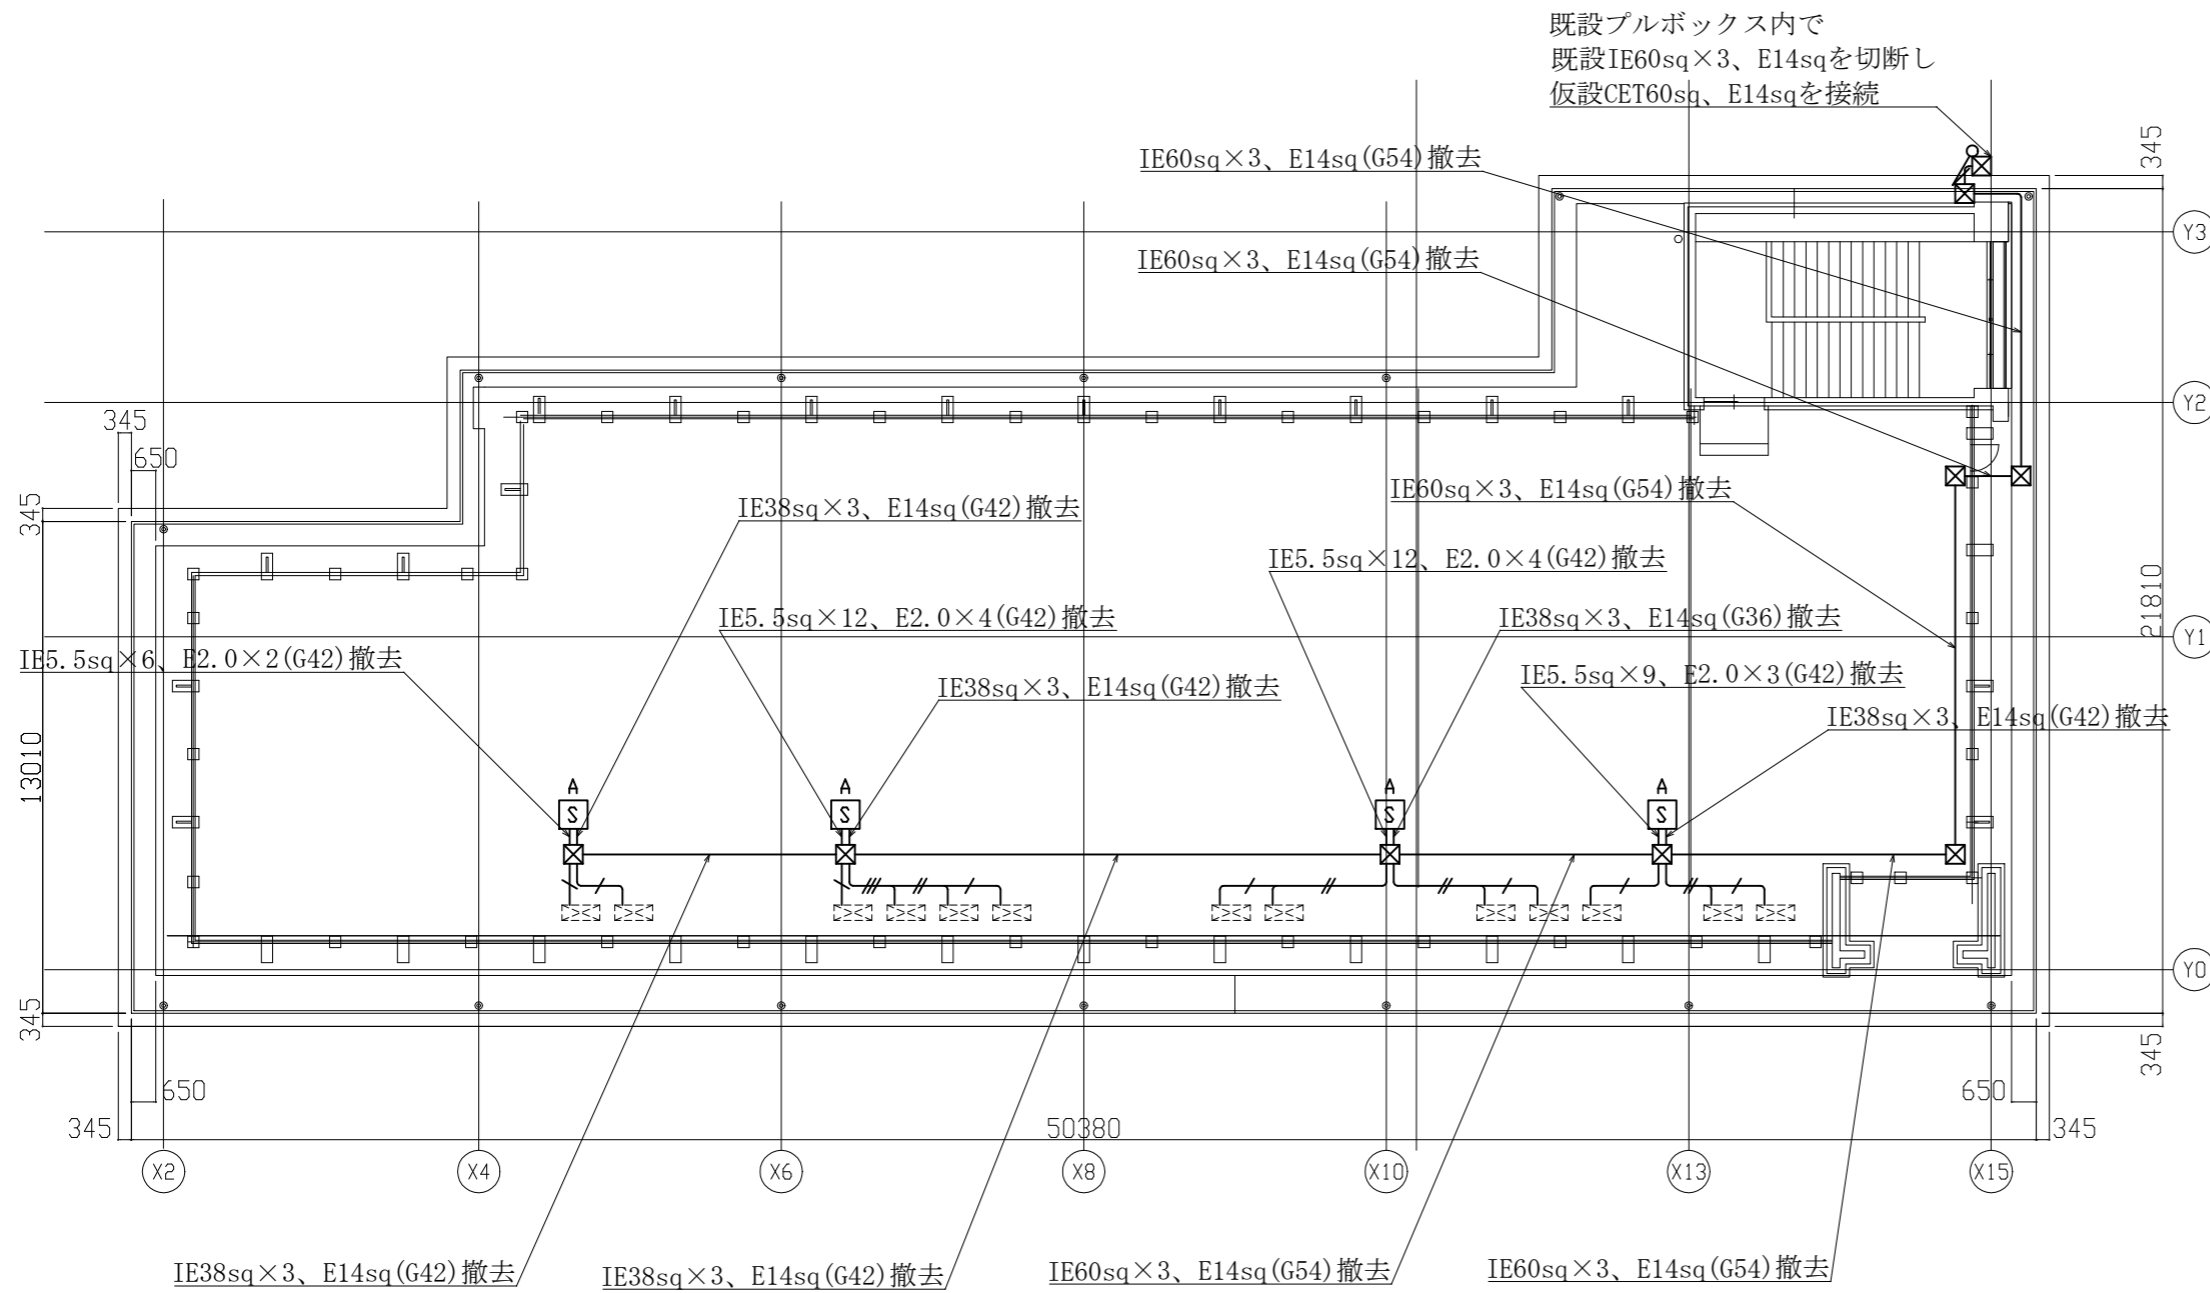 既設プルボックス内で
既設IE60sq×3、E14sqを切断し
仮設CET60sq、E14sqを接続
IE60sq×3、E14sq(G54)撤去
345
Y3
IE60sq×3、E14sq(G54)撤去
Y2
345
650
345
IE38sq×3、E14sq(G42)撤去
IE60sq×3、E14sq(G54)撤去
IE5.5sq×12、E2.0×4(G42)撤去
21810
IE5.5sq×12、E2.0×4(G42)撤去
IE38sq×3、E14sq(G36)撤去
Y1
IE5.5sq×6、E2.0×2(G42)撤去
IE38sq×3、E14sq(G42)撤去
IE5.5sq×9、E2.0×3(G42)撤去
IE38sq×3、E14sq(G42)撤去
13010
A
A
A
A
S
S
S
S
Y0
345
345
650
650
345
50380
345
X2
X4
X6
X8
X10
X13
X15
IE38sq×3、E14sq(G42)撤去
IE38sq×3、E14sq(G42)撤去
IE60sq×3、E14sq(G54)撤去
IE60sq×3、E14sq(G54)撤去